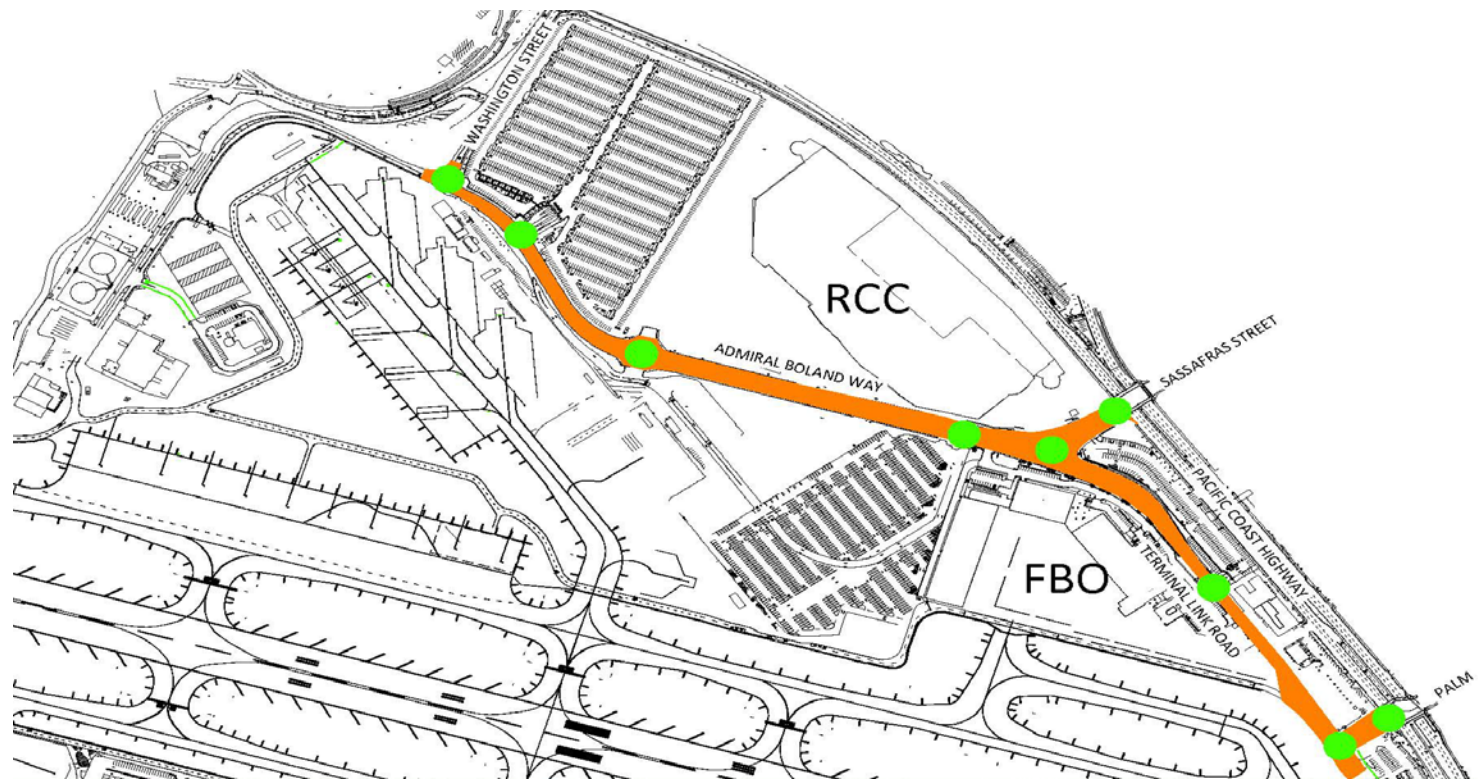 WASHINGTON STREET
RCC
ADMIRAL BOLAND WAY
SASSAFRAS STREET
PACIFIC COAST HIGHWAY
FBO
TERMINAL LINK ROAD
PALM